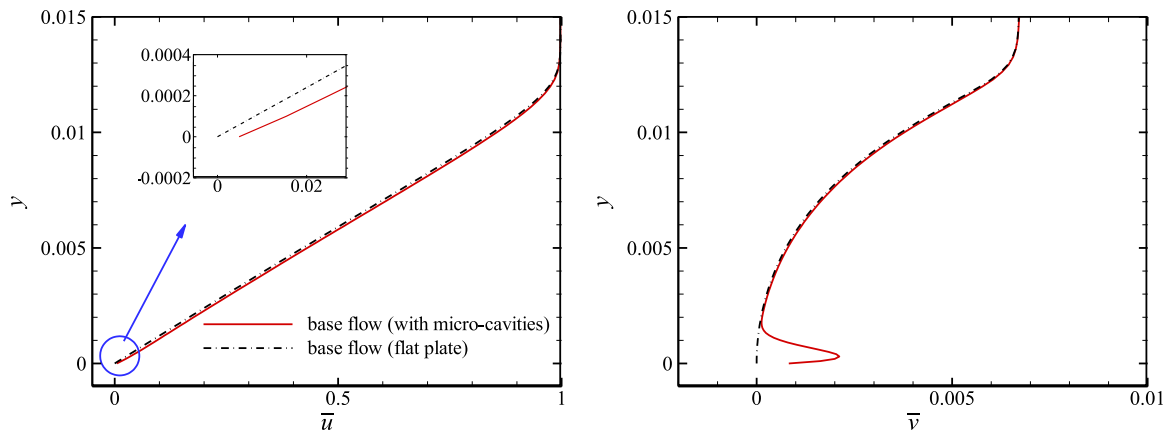 0.015
0.010
0.005
0
y
0.0004
0.0002
0
-0.0002
0 0.02
base flow (with micro-cavities)
base flow (flat plate)
0 0.5 1
u̅
0.015
0.010
0.005
0
y
0 0.005 0.01
v̅